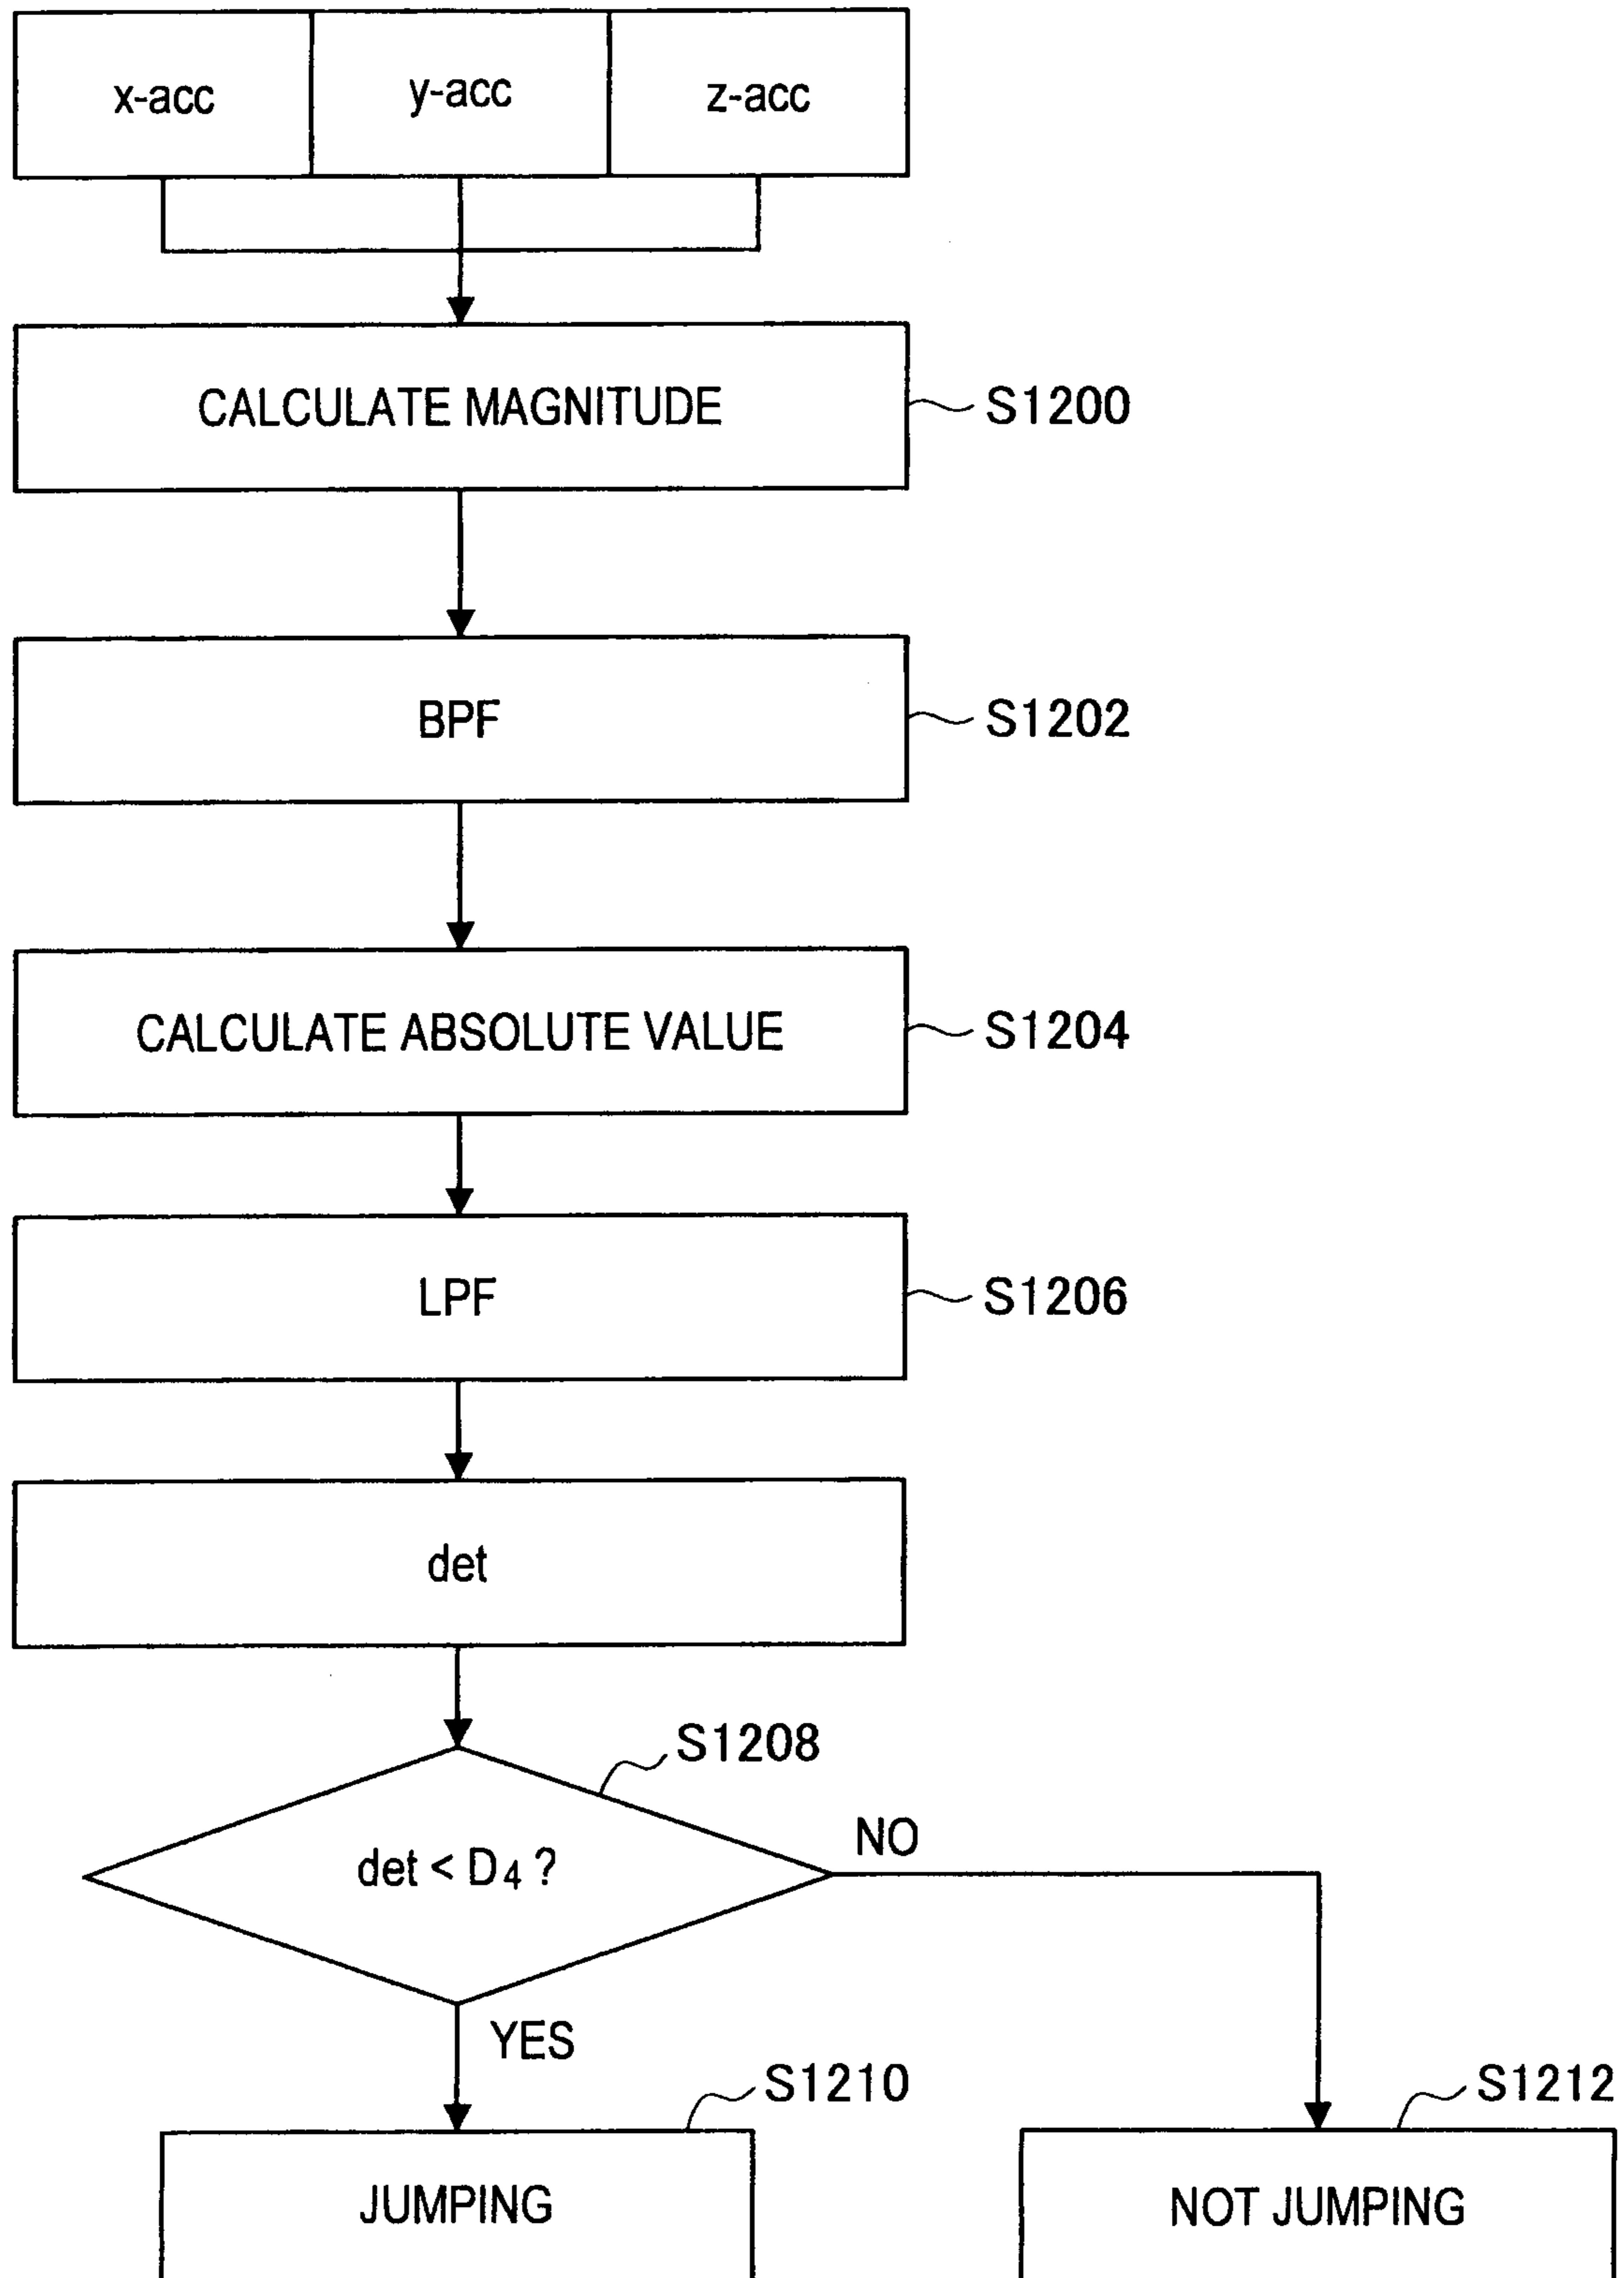 x-acc y-acc z-acc
CALCULATE MAGNITUDE S1200
BPF S1202
CALCULATE ABSOLUTE VALUE S1204
LPF S1206
det
S1208
det < D4 ?
NO
YES
S1210
S1212
JUMPING
NOT JUMPING